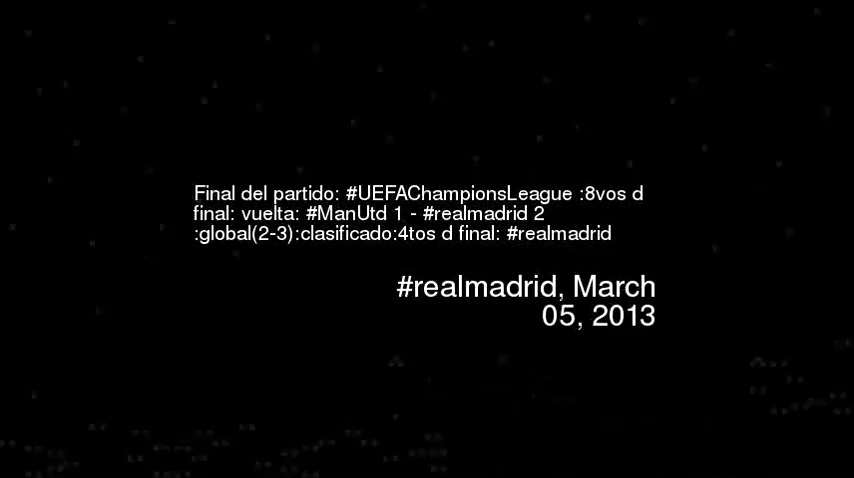 Final del partido: #UEFAChampionsLeague :8vos d
final: vuelta: #ManUtd 1 - #realmadrid 2
:global(2-3):clasificado:4tos d final: #realmadrid
#realmadrid, March
05, 2013